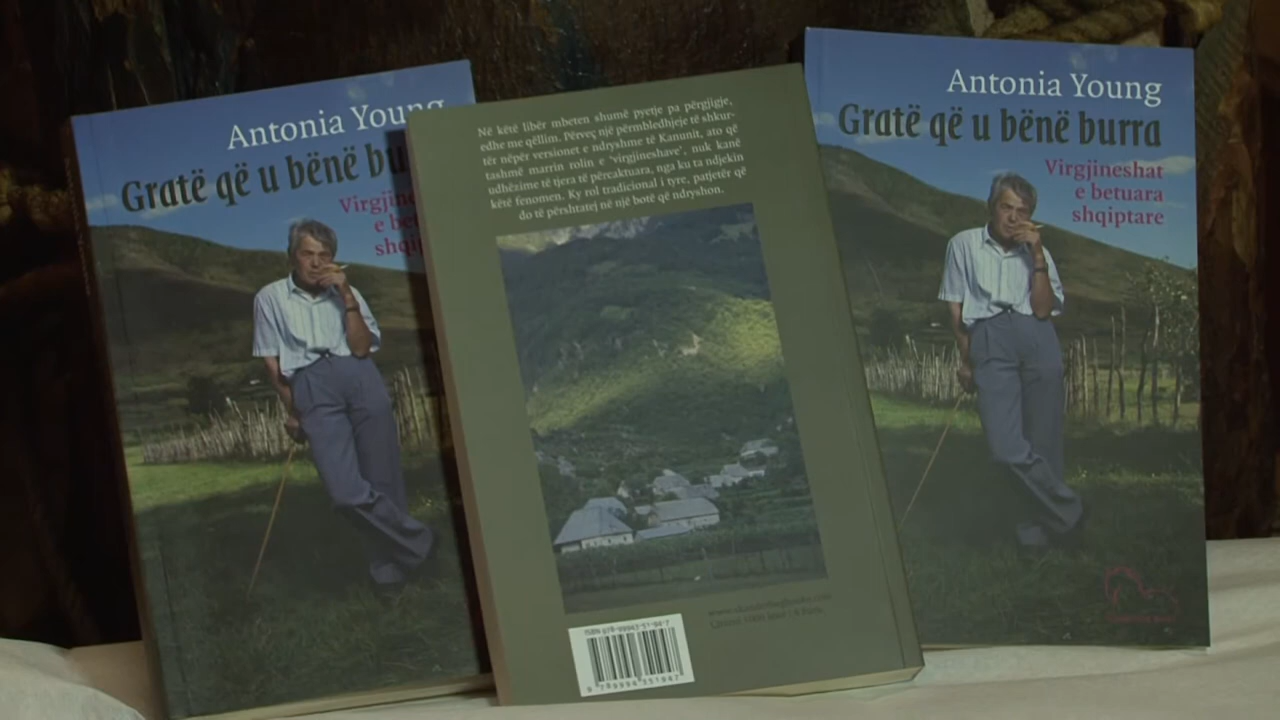 Antonia Young
Gratë që u bënë bu
Virgjine
e be
shqip
Në këtë libër mbeten shumë pyetje pa përgjigje,
edhe me qëllim. Përveç një përmbledhjeje të shkur-
tër nëpër versionet e ndryshme të Kanunit, ato që
tashmë marrin rolin e ‘virgjineshave’, nuk kanë
udhëzime të tjera të përcaktuara, nga ku ta ndjekin
këtë fenomen. Ky rol tradicional i tyre, patjetër që
do të përshtatej në një botë që ndryshon.
ISBN 978-99943-51-94-7
9 789994 351947
Antonia Young
Gratë që u bënë burra
Virgjineshat
e betuara
shqiptare